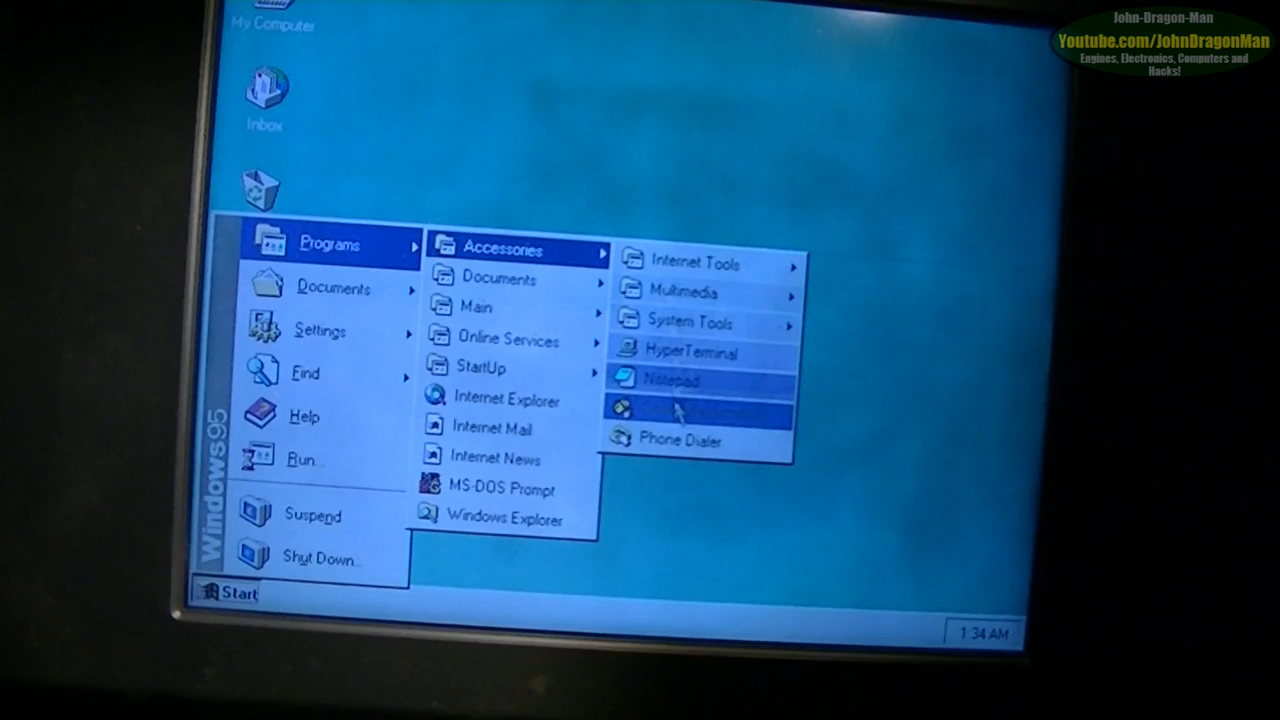 John-Dragon-Man
Youtube.com/JohnDragonMan
Engines, Electronics, Computers and
Hacks!
My Computer
Inbox
Programs
Documents
Settings
Find
Help
Run...
Suspend
Shut Down...
Windows95
Accessories
Documents
Main
Online Services
StartUp
Internet Explorer
Internet Mail
Internet News
MS-DOS Prompt
Windows Explorer
Internet Tools
Multimedia
System Tools
HyperTerminal
Notepad
Phone Dialer
Start
1:34 AM